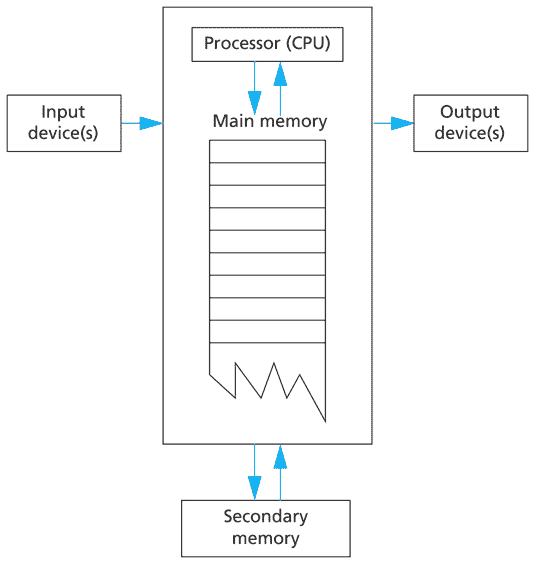 Processor (CPU)
Input
device(s)
Main memory
Output
device(s)
Secondary
memory